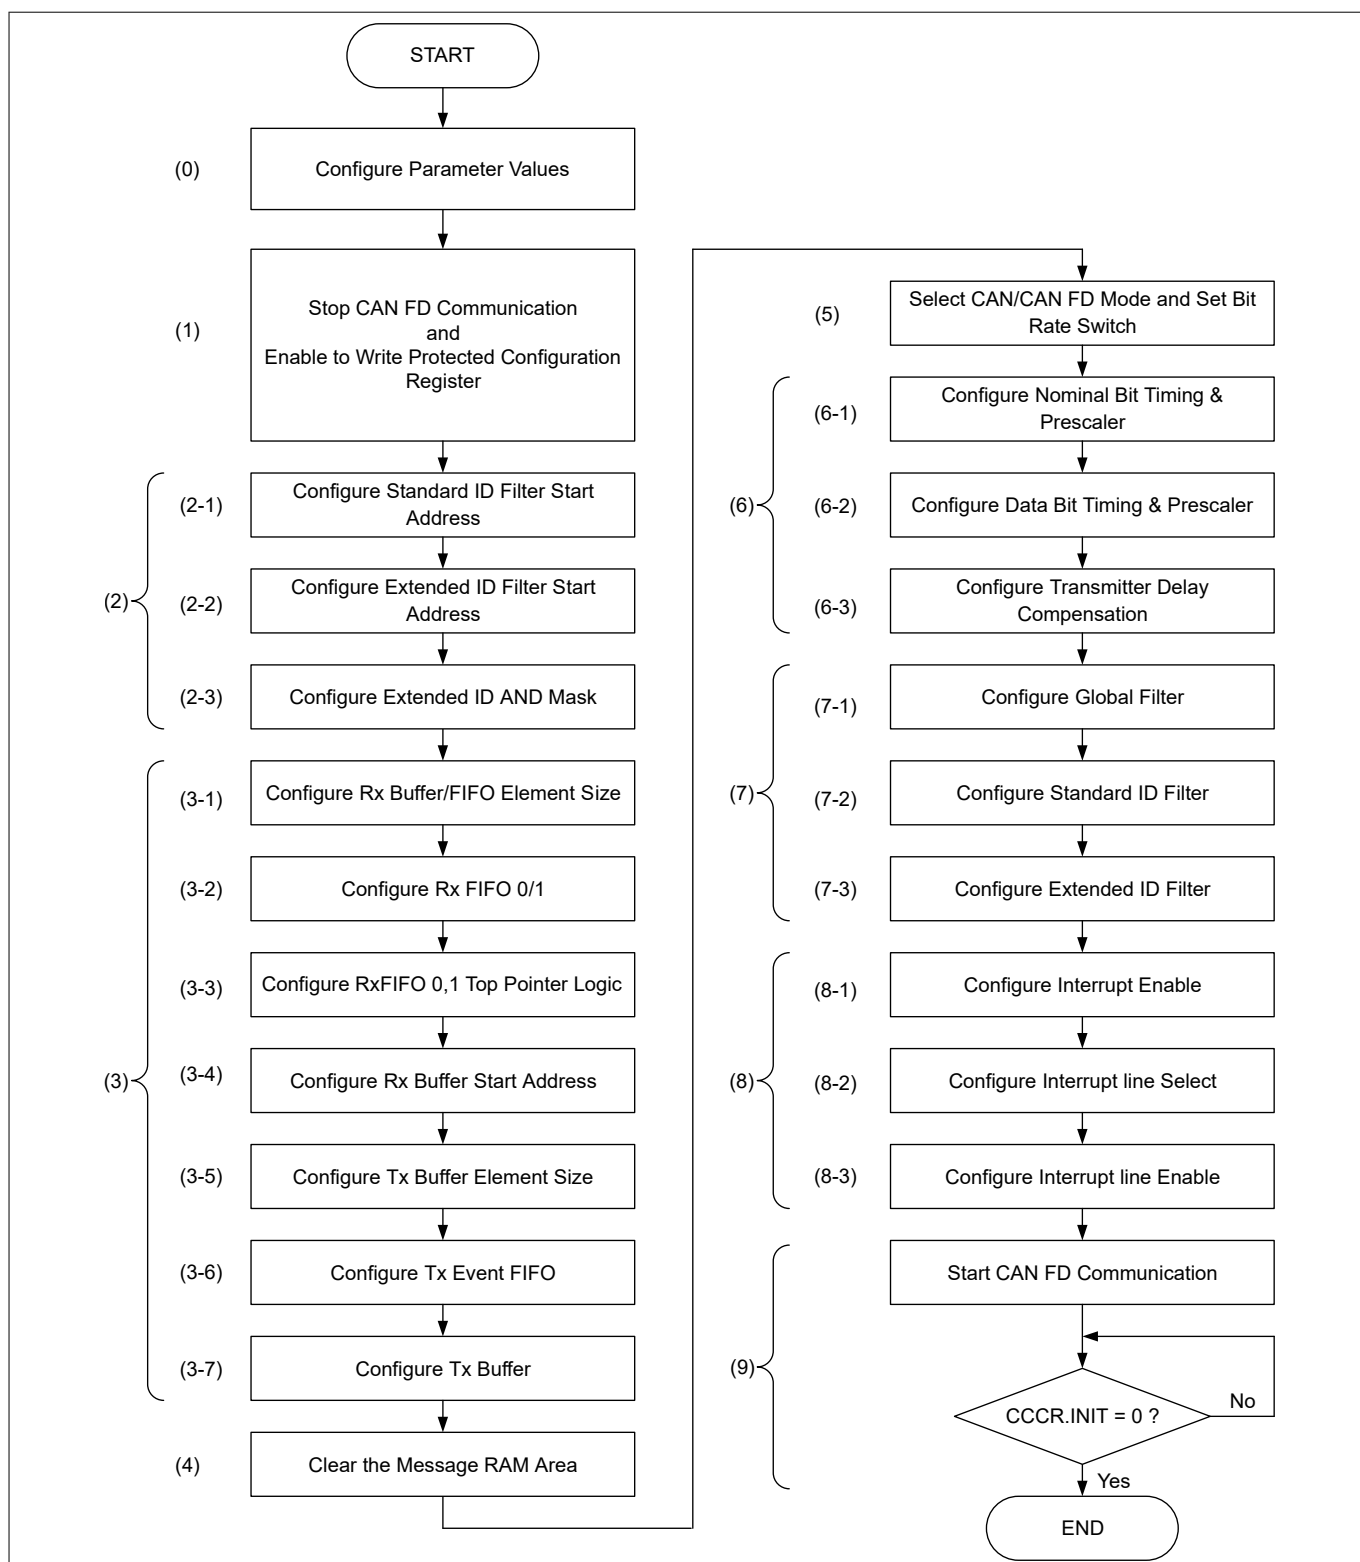 START
(0)
Configure Parameter Values
(1)
Stop CAN FD Communication
and
Enable to Write Protected Configuration
Register
(2)
(2-1)
Configure Standard ID Filter Start
Address
(2-2)
Configure Extended ID Filter Start
Address
(2-3)
Configure Extended ID AND Mask
(3)
(3-1)
Configure Rx Buffer/FIFO Element Size
(3-2)
Configure Rx FIFO 0/1
(3-3)
Configure RxFIFO 0,1 Top Pointer Logic
(3-4)
Configure Rx Buffer Start Address
(3-5)
Configure Tx Buffer Element Size
(3-6)
Configure Tx Event FIFO
(3-7)
Configure Tx Buffer
(4)
Clear the Message RAM Area
(5)
Select CAN/CAN FD Mode and Set Bit
Rate Switch
(6)
(6-1)
Configure Nominal Bit Timing &
Prescaler
(6-2)
Configure Data Bit Timing & Prescaler
(6-3)
Configure Transmitter Delay
Compensation
(7)
(7-1)
Configure Global Filter
(7-2)
Configure Standard ID Filter
(7-3)
Configure Extended ID Filter
(8)
(8-1)
Configure Interrupt Enable
(8-2)
Configure Interrupt line Select
(8-3)
Configure Interrupt line Enable
(9)
Start CAN FD Communication
CCCR.INIT = 0 ?
No
Yes
END